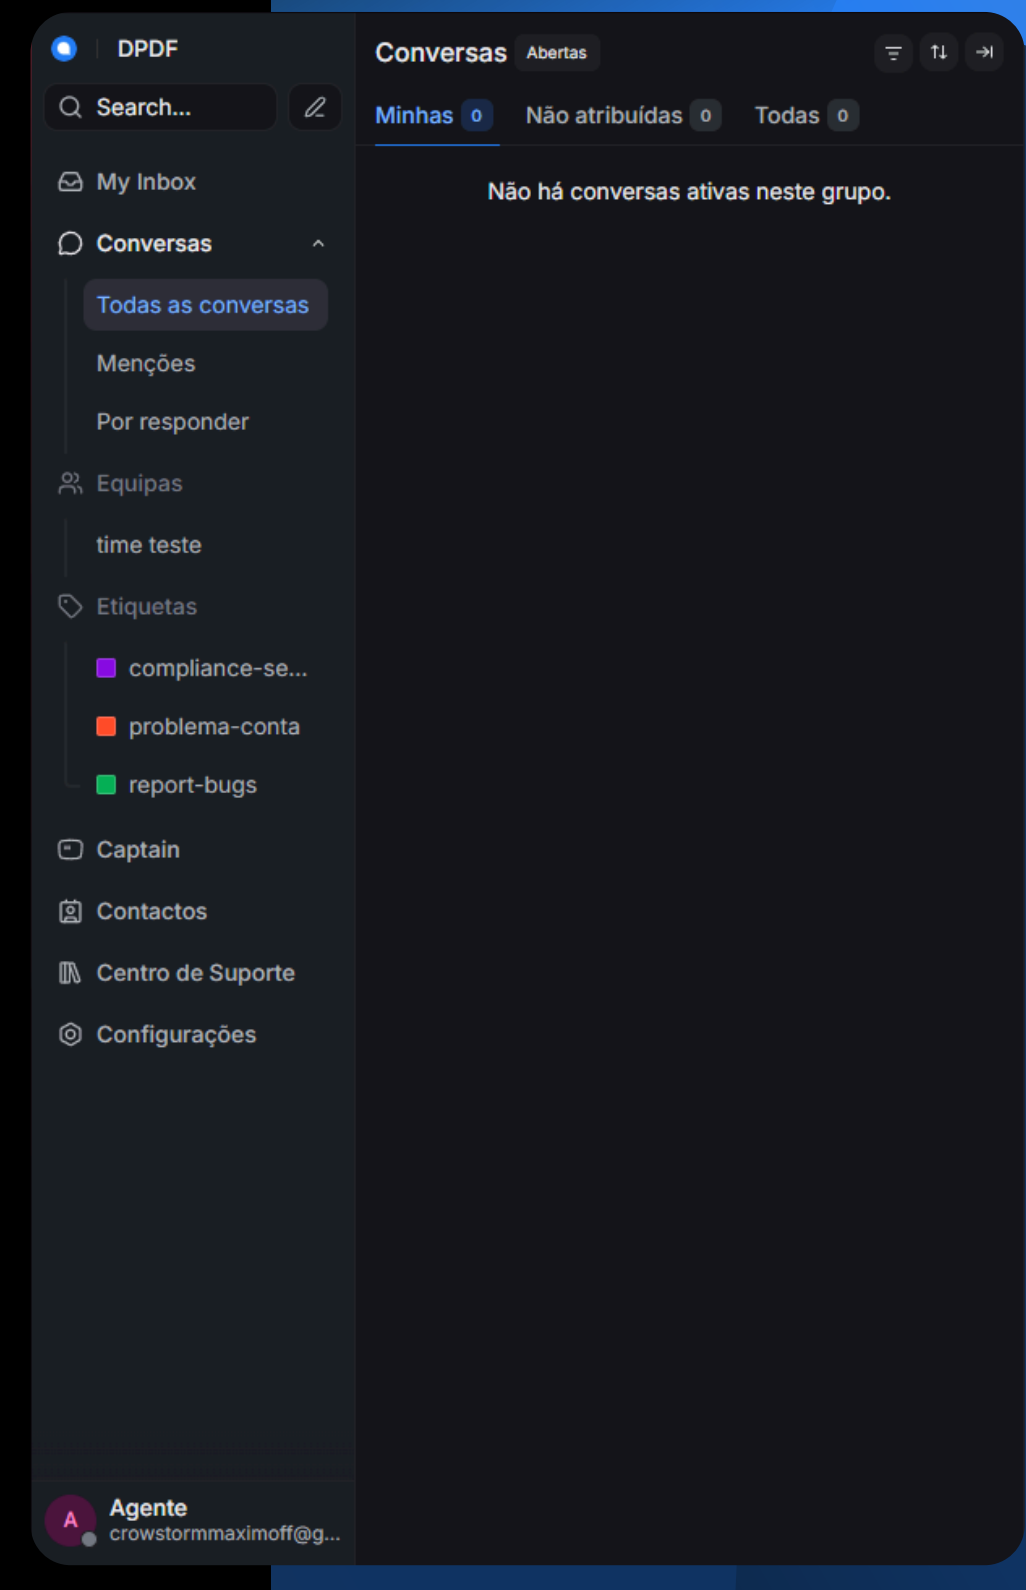 DPDF
Search...
My Inbox
Conversas
Todas as conversas
Menções
Por responder
Equipas
time teste
Etiquetas
compliance-se...
problema-conta
report-bugs
Captain
Contactos
Centro de Suporte
Configurações
A
Agente
crowstormmaximoff@g...
Conversas Abertas
Minhas 0 Não atribuídas 0 Todas 0
Não há conversas ativas neste grupo.